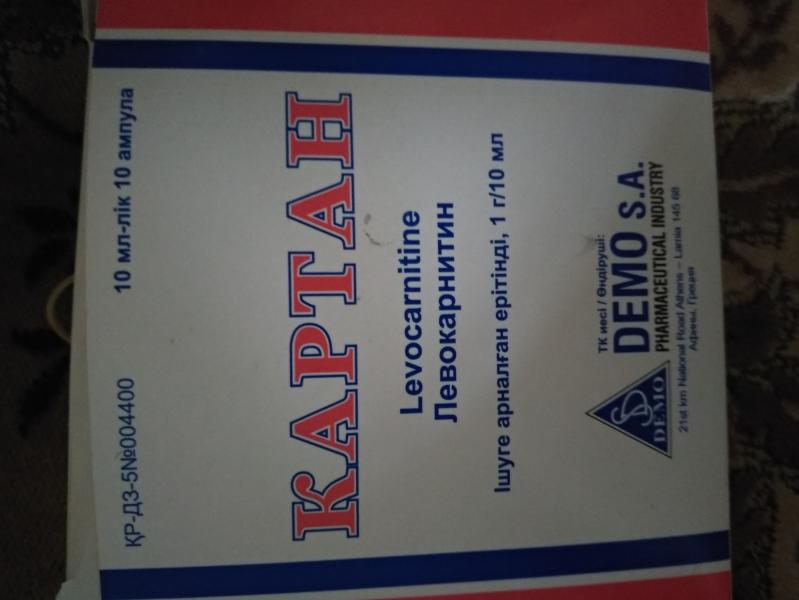 ҚР-ДЗ-5№004400
10 мл-лік 10 ампула
КАРТАН
Levocarnitine
Левокарнитин
Ішуге арналған ерітінді, 1 г/10 мл
ТК иесі / Өндіруші:
DEMO S.A.
PHARMACEUTICAL INDUSTRY
21st km National Road Athens – Lamia 145 68
Афины, Греция
DEMO